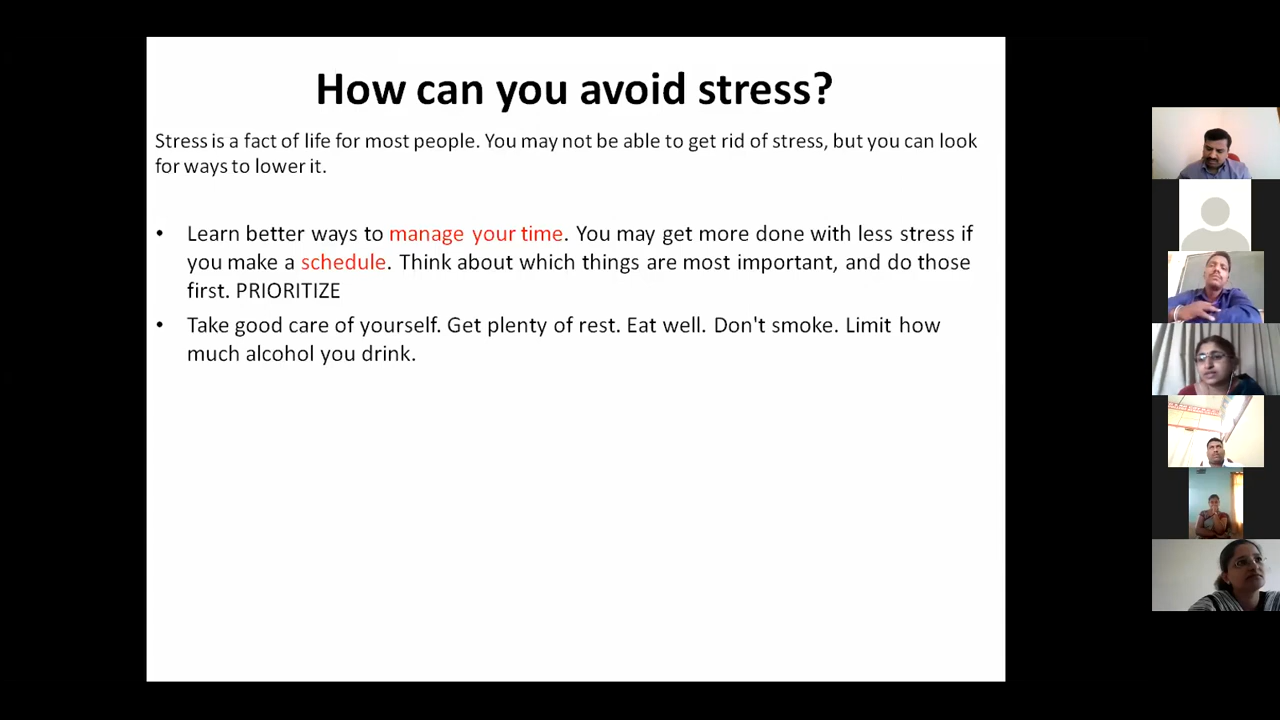 How can you avoid stress?
Stress is a fact of life for most people. You may not be able to get rid of stress, but you can look
for ways to lower it.
• Learn better ways to manage your time. You may get more done with less stress if
you make a schedule. Think about which things are most important, and do those
first. PRIORITIZE
• Take good care of yourself. Get plenty of rest. Eat well. Don't smoke. Limit how
much alcohol you drink.